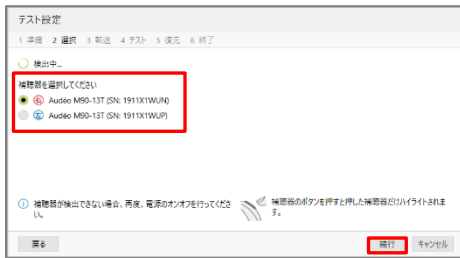 テスト設定
1 準備 2 選択 3 転送 4 テスト 5 復元 6 終了
検出中...
補聴器を選択してください
右 Audéo M90-13T (SN: 1911X1WUN)
左 Audéo M90-13T (SN: 1911X1WUP)
補聴器が検出できない場合、再度、電源のオンオフを行ってくださ
い。
補聴器のボタンを押すと押した補聴器だけハイライトされま
す。
戻る
続行
キャンセル